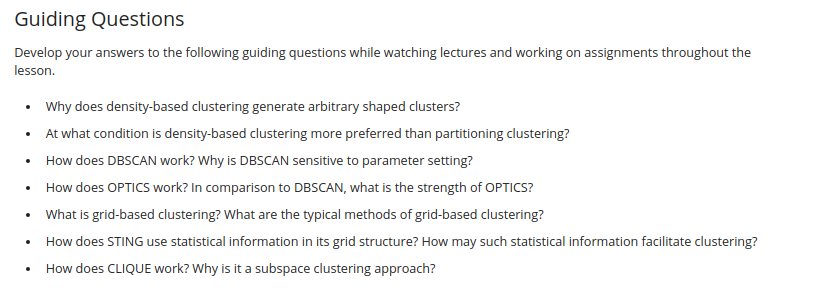 Guiding Questions
Develop your answers to the following guiding questions while watching lectures and working on assignments throughout the
lesson.
• Why does density-based clustering generate arbitrary shaped clusters?
• At what condition is density-based clustering more preferred than partitioning clustering?
• How does DBSCAN work? Why is DBSCAN sensitive to parameter setting?
• How does OPTICS work? In comparison to DBSCAN, what is the strength of OPTICS?
• What is grid-based clustering? What are the typical methods of grid-based clustering?
• How does STING use statistical information in its grid structure? How may such statistical information facilitate clustering?
• How does CLIQUE work? Why is it a subspace clustering approach?